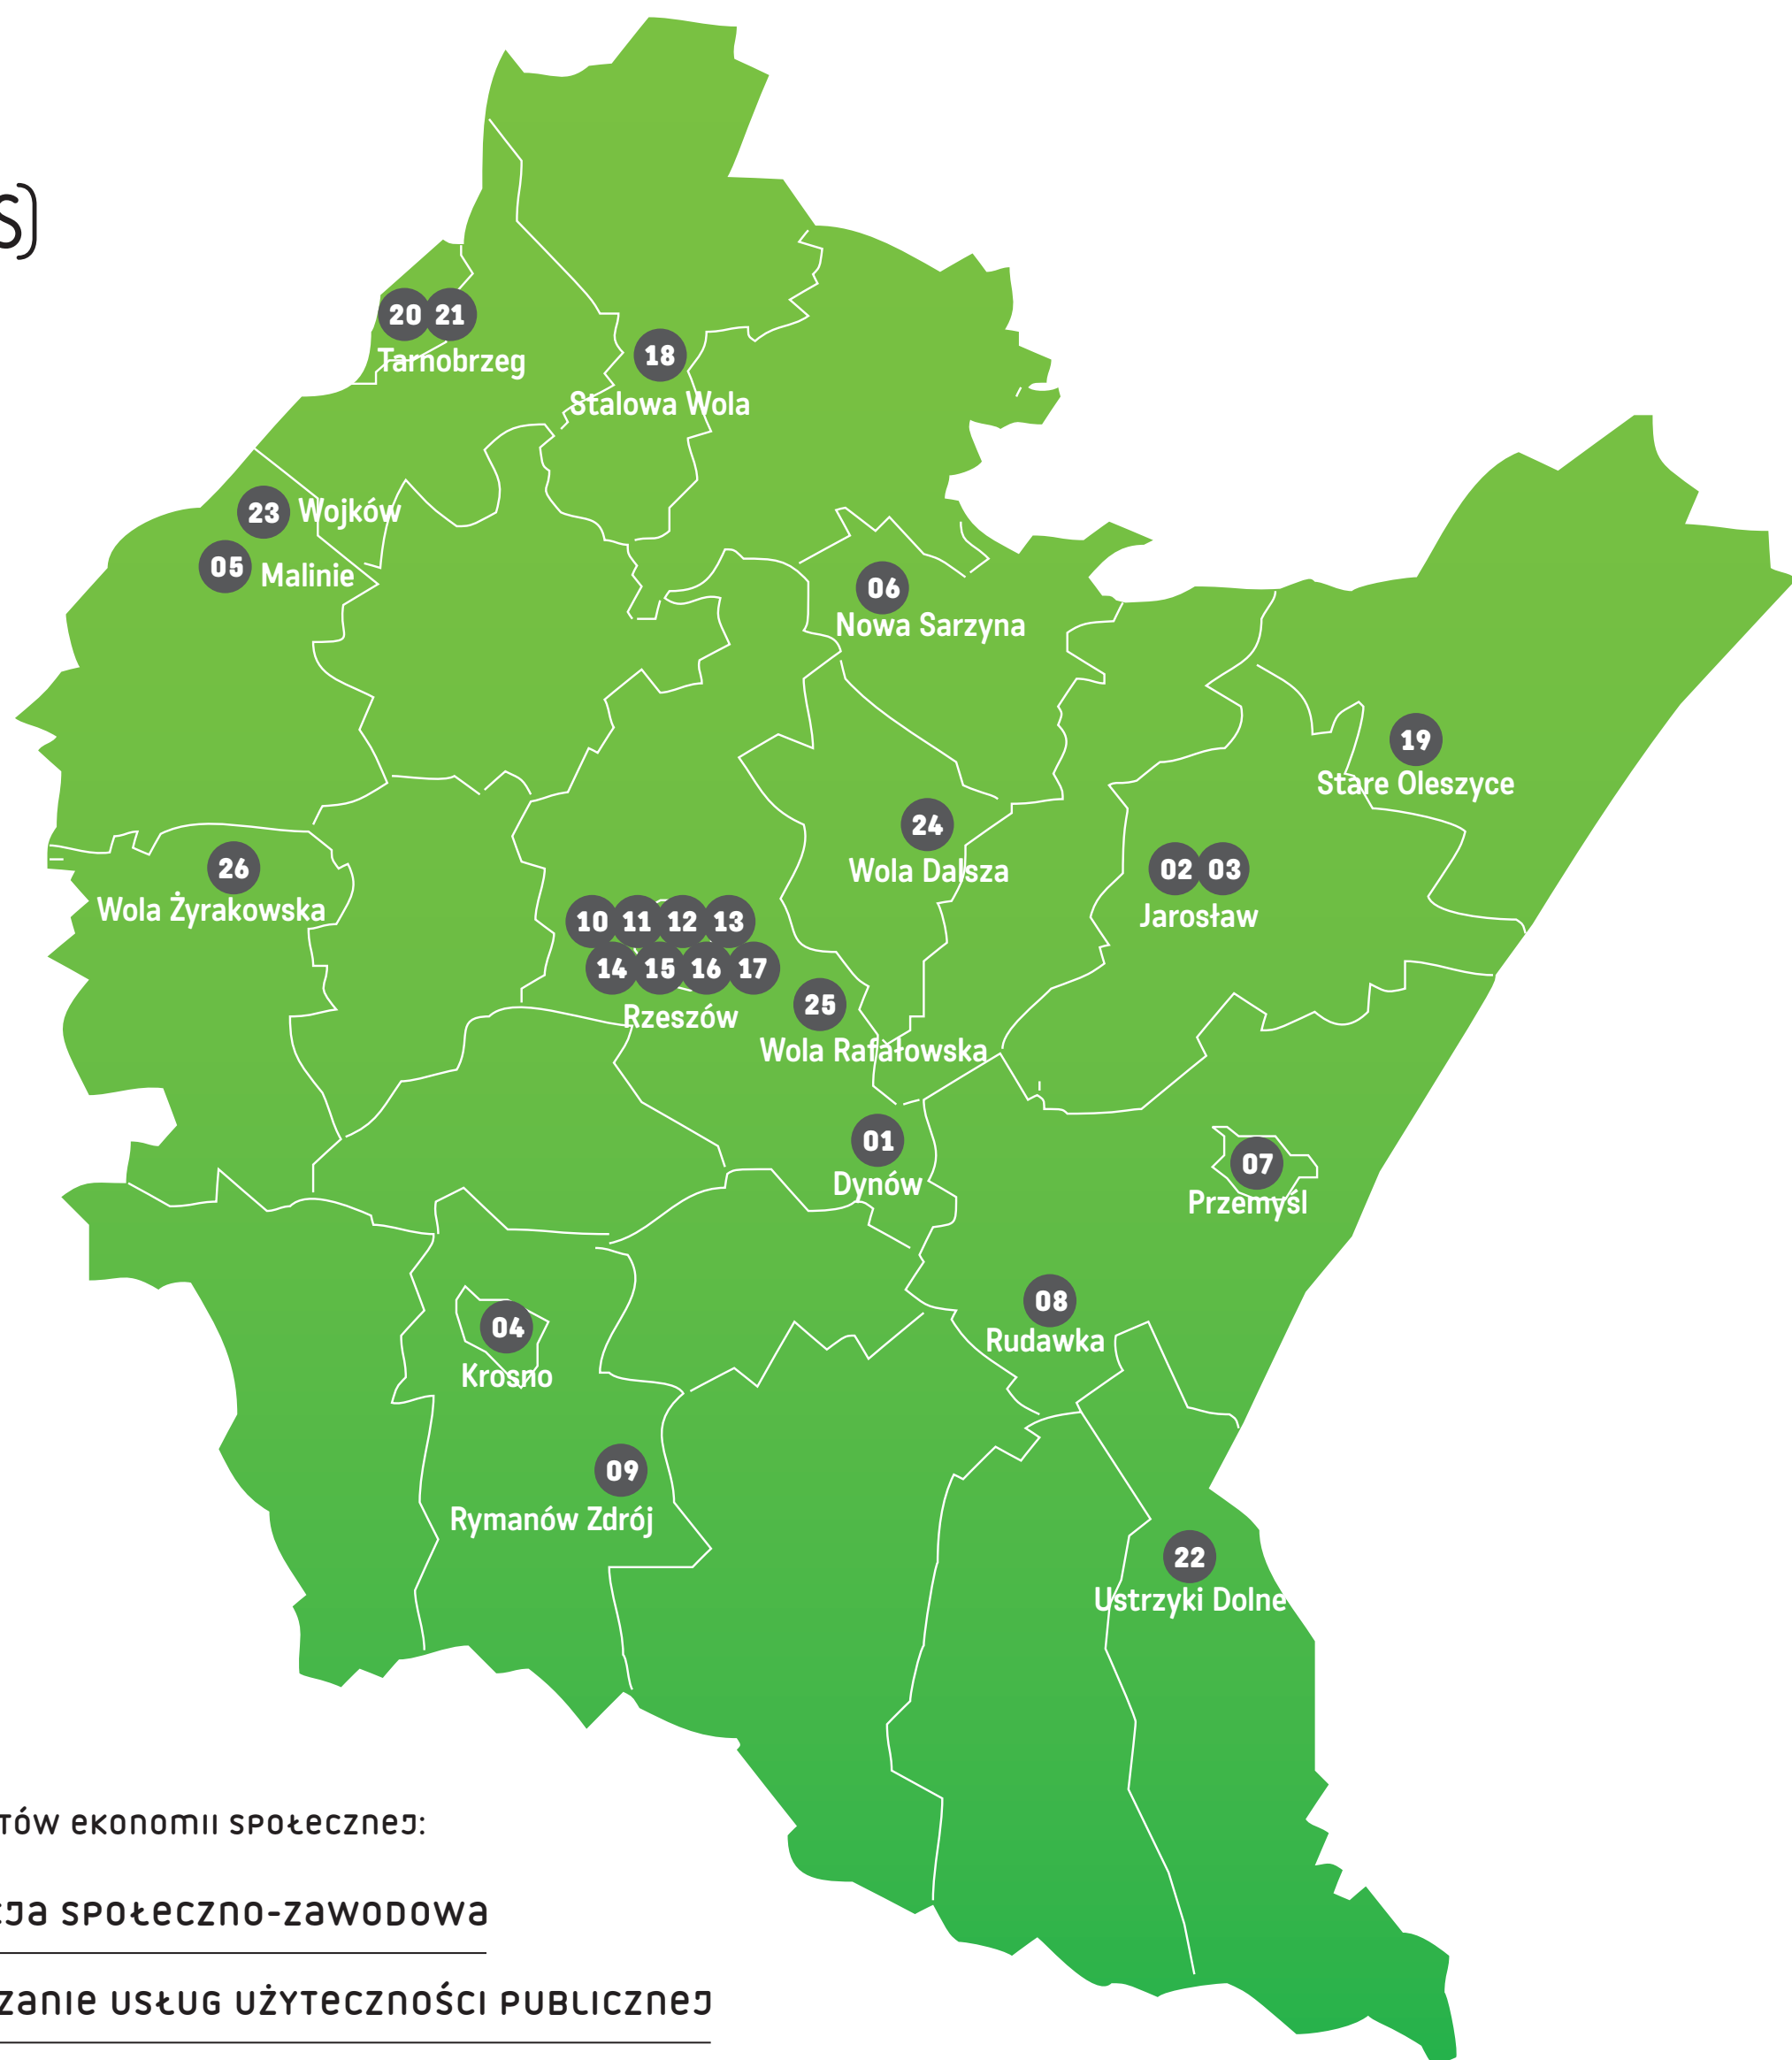 S)
20 21
Tarnobrzeg
18
Stalowa Wola
23 Wojków
05 Malinie
06
Nowa Sarzyna
19
Stare Oleszyce
24
Wola Dalsza
26
Wola Żyrakowska
02 03
Jarosław
10 11 12 13
14 15 16 17
Rzeszów
25
Wola Rafałowska
01
Dynów
07
Przemyśl
08
Rudawka
04
Krosno
09
Rymanów Zdrój
22
Ustrzyki Dolne
tów ekonomii społecznej:
cja społeczno-zawodowa
zanie usług użyteczności publicznej